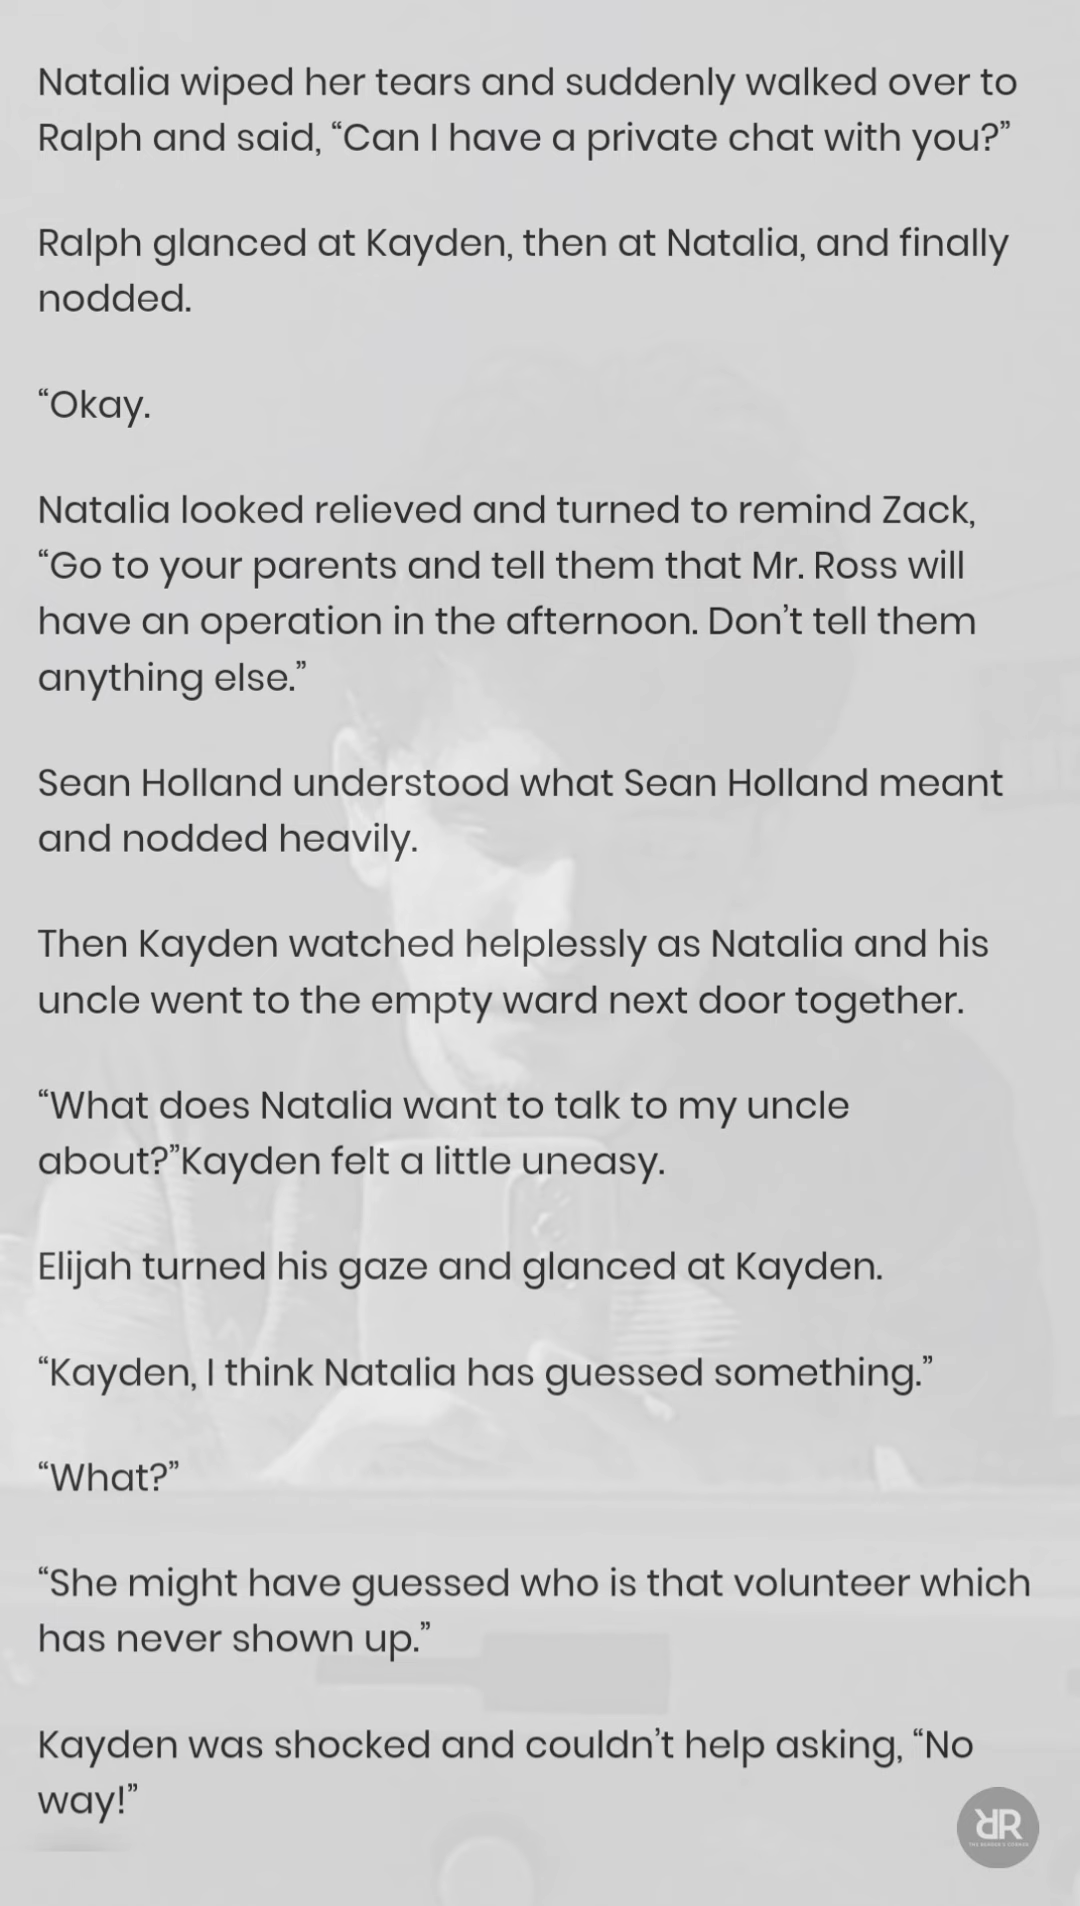 Natalia wiped her tears and suddenly walked over to
Ralph and said, “Can I have a private chat with you?”
Ralph glanced at Kayden, then at Natalia, and finally
nodded.
“Okay.
Natalia looked relieved and turned to remind Zack,
“Go to your parents and tell them that Mr. Ross will
have an operation in the afternoon. Don’t tell them
anything else.”
Sean Holland understood what Sean Holland meant
and nodded heavily.
Then Kayden watched helplessly as Natalia and his
uncle went to the empty ward next door together.
“What does Natalia want to talk to my uncle
about?”Kayden felt a little uneasy.
Elijah turned his gaze and glanced at Kayden.
“Kayden, I think Natalia has guessed something.”
“What?”
“She might have guessed who is that volunteer which
has never shown up.”
Kayden was shocked and couldn’t help asking, “No
way!”